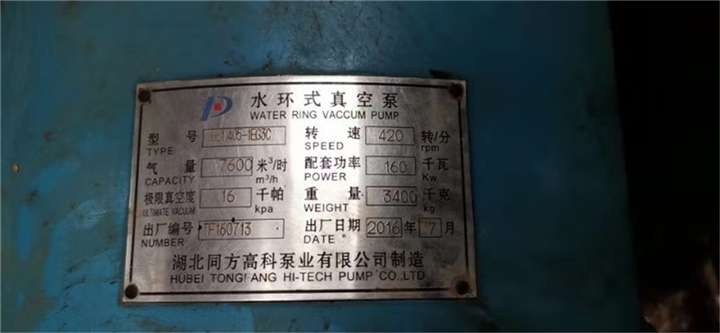 水环式真空泵
WATER RING VACCUM PUMP
型号 转速 420 转/分
TYPE SPEED rpm
气量 7600 米³/时 配套功率 160 千瓦
CAPACITY m³/h POWER Kw
极限真空度 16 千帕 重量 3400 千克
ULTIMATE VACUUM kpa WEIGHT kg
出厂编号 TF160713 出厂日期 2016 年 7 月
NUMBER DATE
湖北同方高科泵业有限公司制造
HUBEI TONGFANG HI-TECH PUMP CO.,LTD